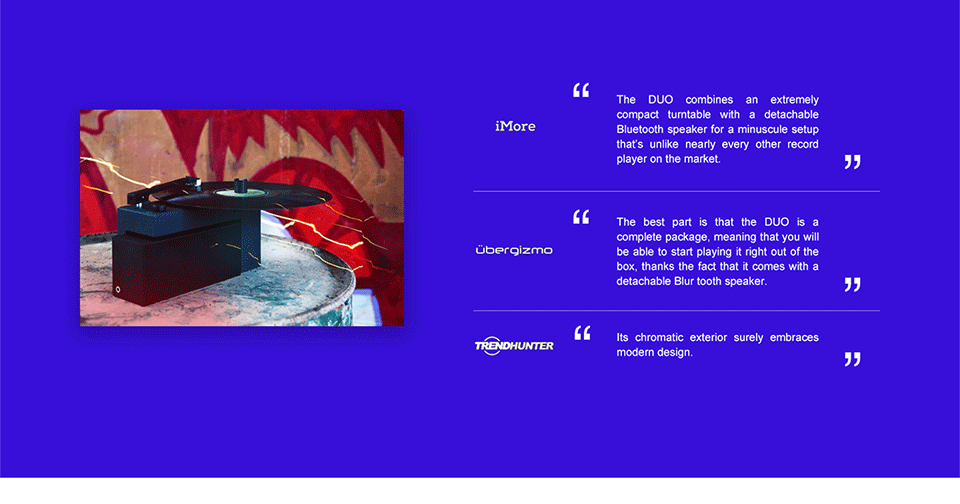 iMore
“
The DUO combines an extremely
compact turntable with a detachable
Bluetooth speaker for a minuscule setup
that's unlike nearly every other record
player on the market.
”
übergizmo
“
The best part is that the DUO is a
complete package, meaning that you will
be able to start playing it right out of the
box, thanks the fact that it comes with a
detachable Blur tooth speaker.
”
TRENDHUNTER
“
Its chromatic exterior surely embraces
modern design.
”